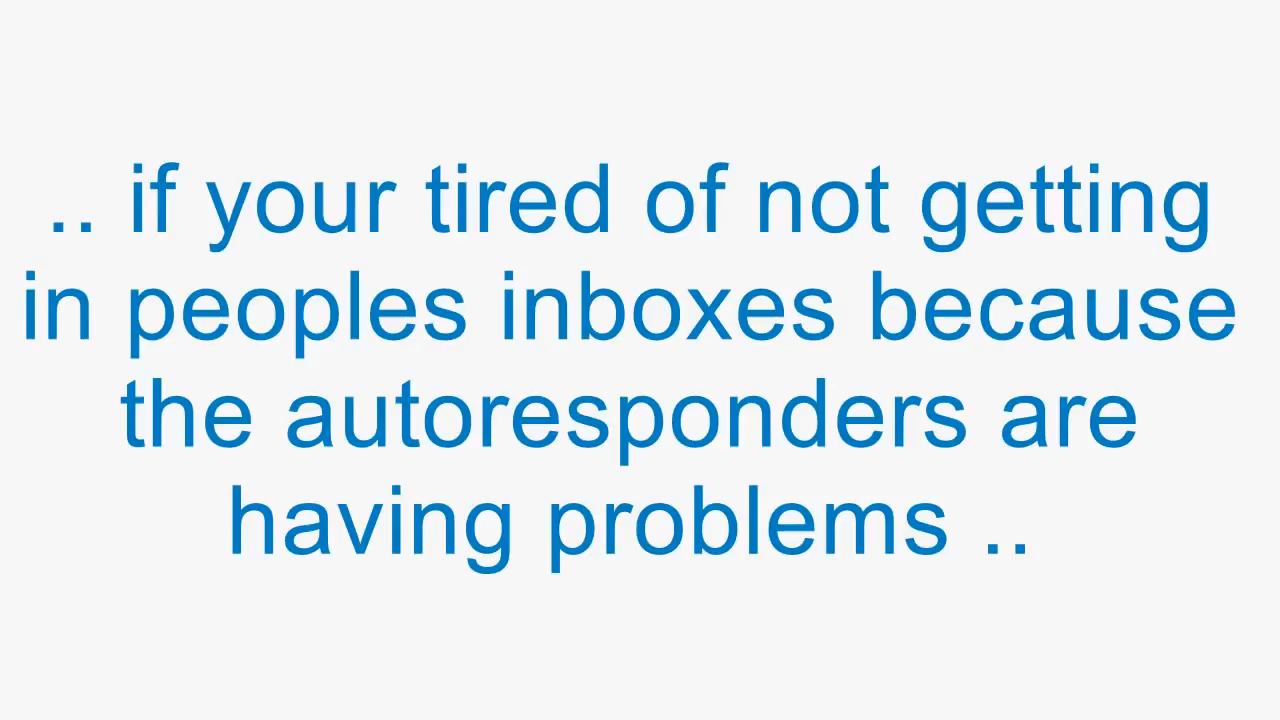 .. if your tired of not getting
in peoples inboxes because
the autoresponders are
having problems ..